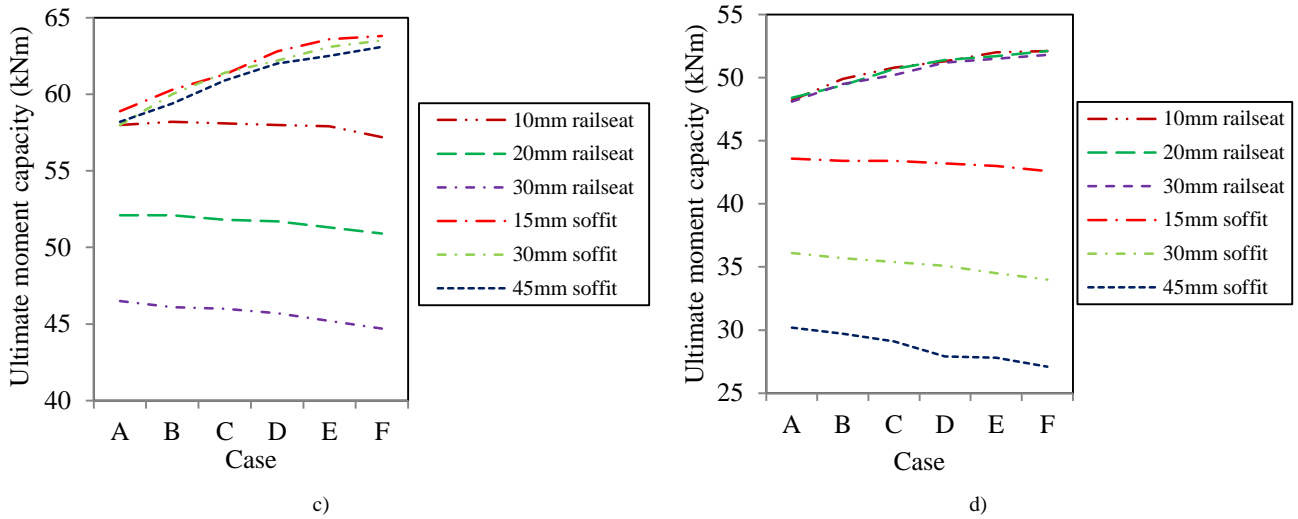 Ultimate moment capacity (kNm)
65
60
55
50
45
40
A B C D E F
Case
10mm railseat
20mm railseat
30mm railseat
15mm soffit
30mm soffit
45mm soffit
c)
Ultimate moment capacity (kNm)
55
50
45
40
35
30
25
A B C D E F
Case
10mm railseat
20mm railseat
30mm railseat
15mm soffit
30mm soffit
45mm soffit
d)